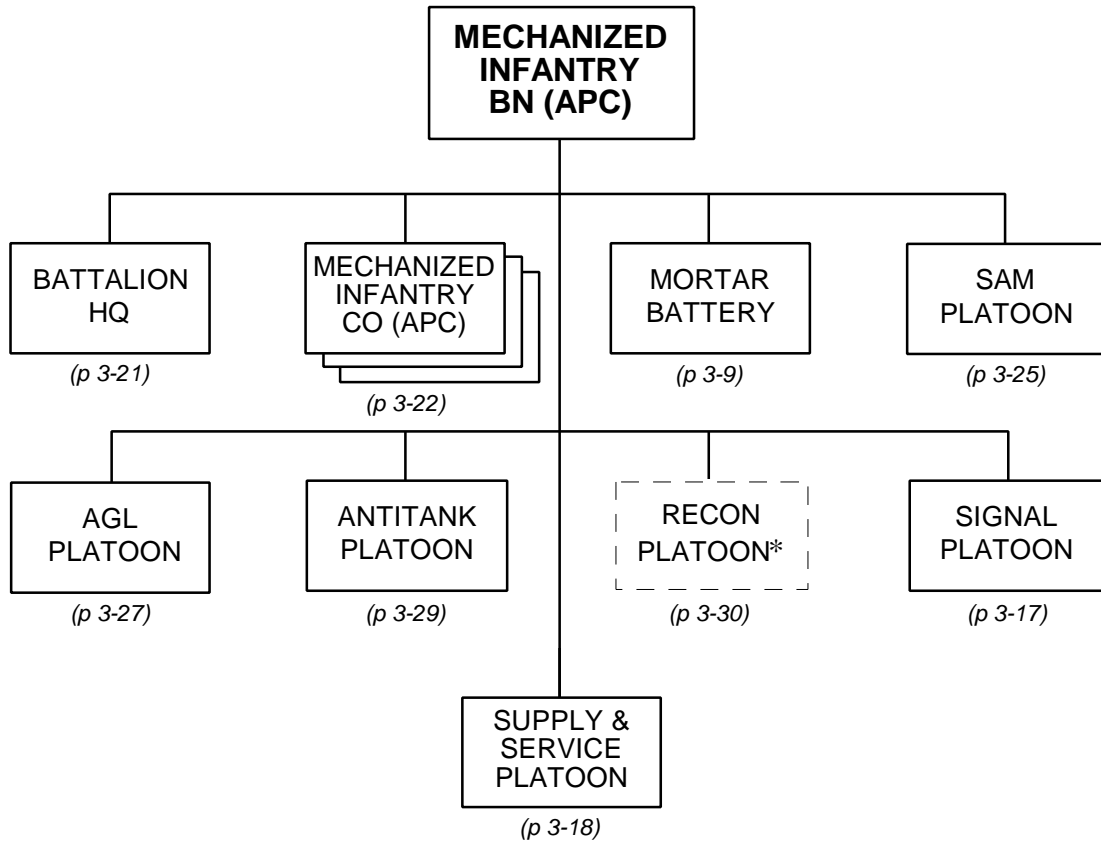 MECHANIZED
INFANTRY
BN (APC)
BATTALION
HQ
(p 3-21)
MECHANIZED
INFANTRY
CO (APC)
(p 3-22)
MORTAR
BATTERY
(p 3-9)
SAM
PLATOON
(p 3-25)
AGL
PLATOON
(p 3-27)
ANTITANK
PLATOON
(p 3-29)
RECON
PLATOON*
(p 3-30)
SIGNAL
PLATOON
(p 3-17)
SUPPLY &
SERVICE
PLATOON
(p 3-18)